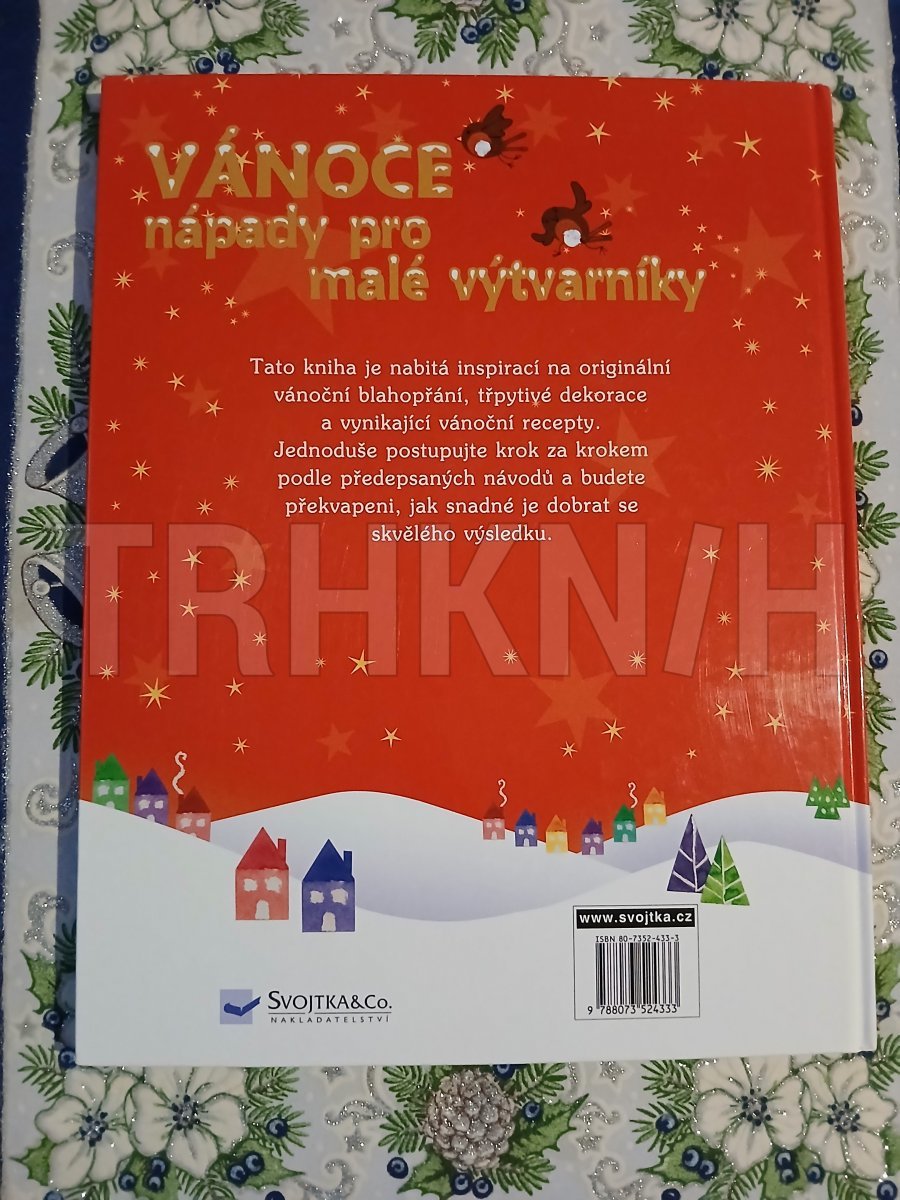 VÁNOCE
nápady pro
malé výtvarníky
Tato kniha je nabitá inspirací na originální
vánoční blahopřání, třpytivé dekorace
a vynikající vánoční recepty.
Jednoduše postupujte krok za krokem
podle předepsaných návodů a budete
překvapeni, jak snadné je dobrat se
skvělého výsledku.
TRHKNIH
www.svojtka.cz
ISBN 80-7352-433-3
9 788073 524333
SVOJTKA&CO.
NAKLADATELSTVÍ